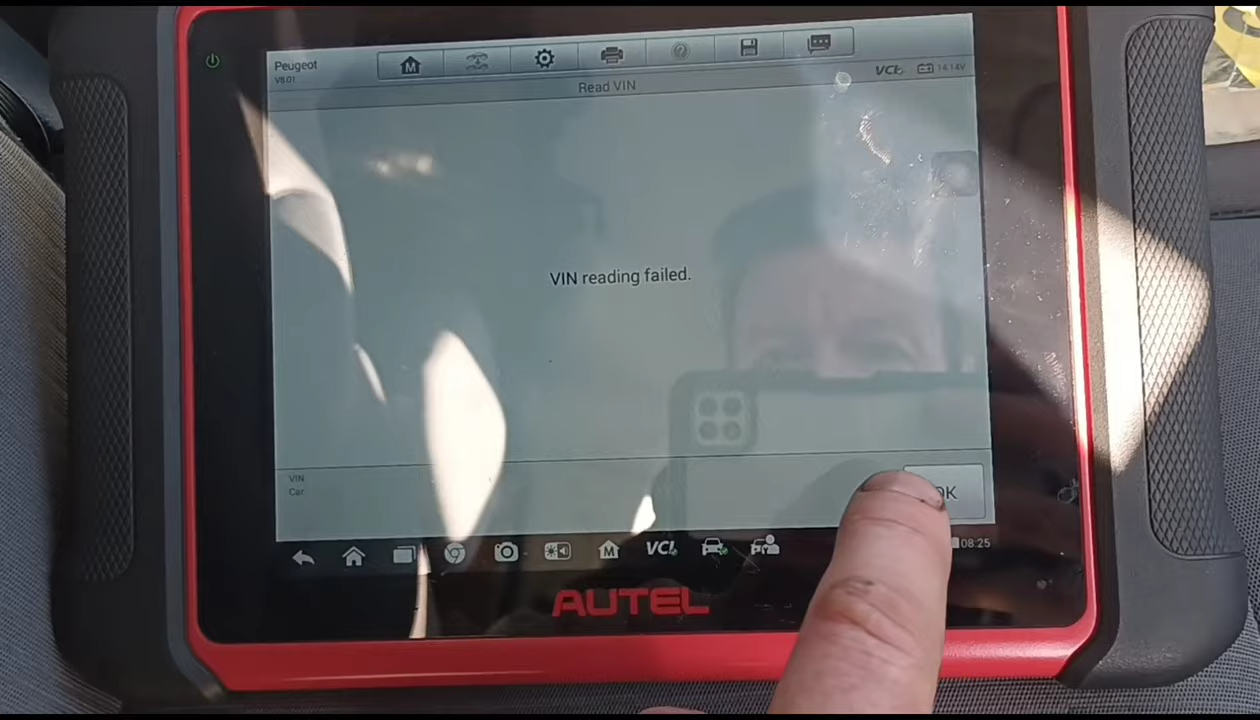 Peugeot
V8.01
VCI
14.14V
Read VIN
VIN reading failed.
VIN
Car
OK
VCI
08:25
AUTEL